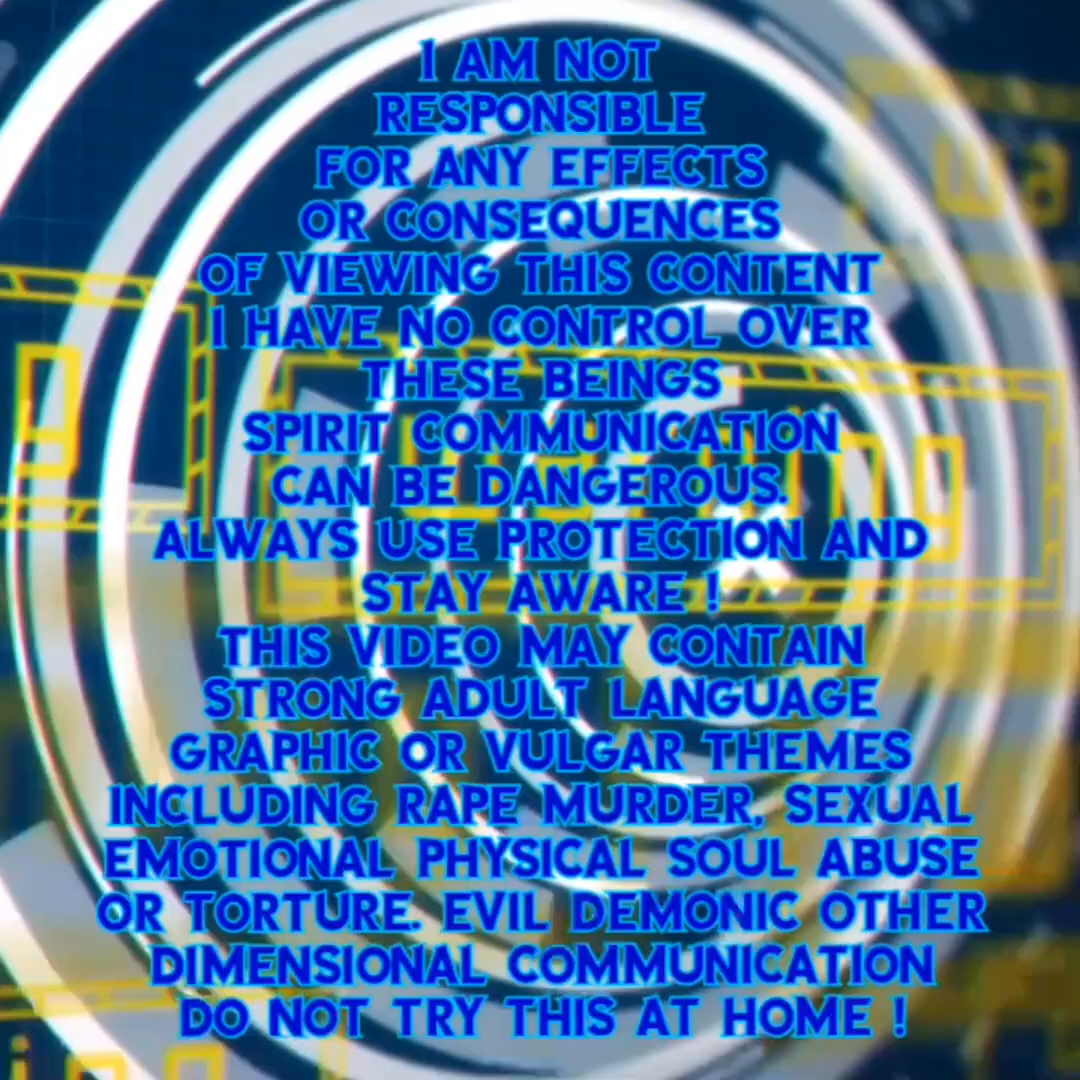 I AM NOT
RESPONSIBLE
FOR ANY EFFECTS
OR CONSEQUENCES
OF VIEWING THIS CONTENT
I HAVE NO CONTROL OVER
THESE BEINGS
SPIRIT COMMUNICATION
CAN BE DANGEROUS.
ALWAYS USE PROTECTION AND
STAY AWARE !
THIS VIDEO MAY CONTAIN
STRONG ADULT LANGUAGE
GRAPHIC OR VULGAR THEMES
INCLUDING RAPE MURDER, SEXUAL
EMOTIONAL PHYSICAL SOUL ABUSE
OR TORTURE. EVIL DEMONIC OTHER
DIMENSIONAL COMMUNICATION
DO NOT TRY THIS AT HOME !